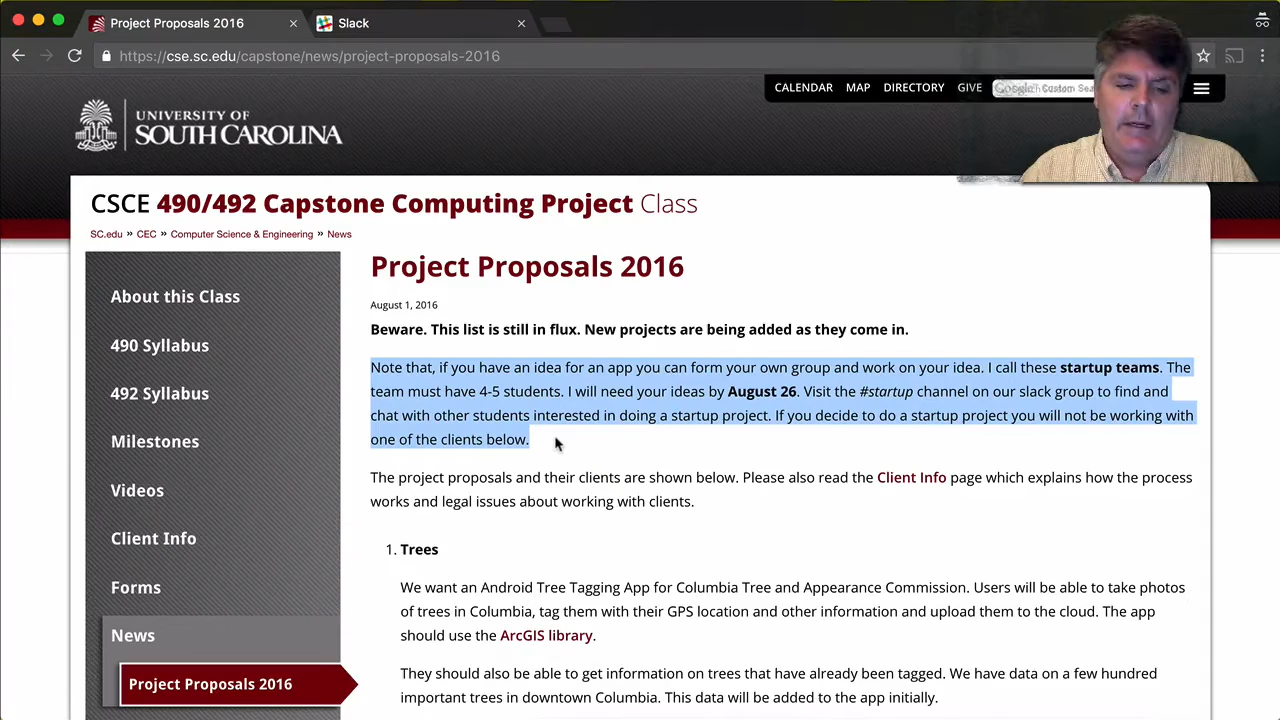 Project Proposals 2016
Slack
https://cse.sc.edu/capstone/news/project-proposals-2016
CALENDAR MAP DIRECTORY GIVE
UNIVERSITY OF
SOUTH CAROLINA
CSCE 490/492 Capstone Computing Project Class
SC.edu » CEC » Computer Science & Engineering » News
About this Class
490 Syllabus
492 Syllabus
Milestones
Videos
Client Info
Forms
News
Project Proposals 2016
Project Proposals 2016
August 1, 2016
Beware. This list is still in flux. New projects are being added as they come in.
Note that, if you have an idea for an app you can form your own group and work on your idea. I call these startup teams. The
team must have 4-5 students. I will need your ideas by August 26. Visit the #startup channel on our slack group to find and
chat with other students interested in doing a startup project. If you decide to do a startup project you will not be working with
one of the clients below.
The project proposals and their clients are shown below. Please also read the Client Info page which explains how the process
works and legal issues about working with clients.
1. Trees
We want an Android Tree Tagging App for Columbia Tree and Appearance Commission. Users will be able to take photos
of trees in Columbia, tag them with their GPS location and other information and upload them to the cloud. The app
should use the ArcGIS library.
They should also be able to get information on trees that have already been tagged. We have data on a few hundred
important trees in downtown Columbia. This data will be added to the app initially.